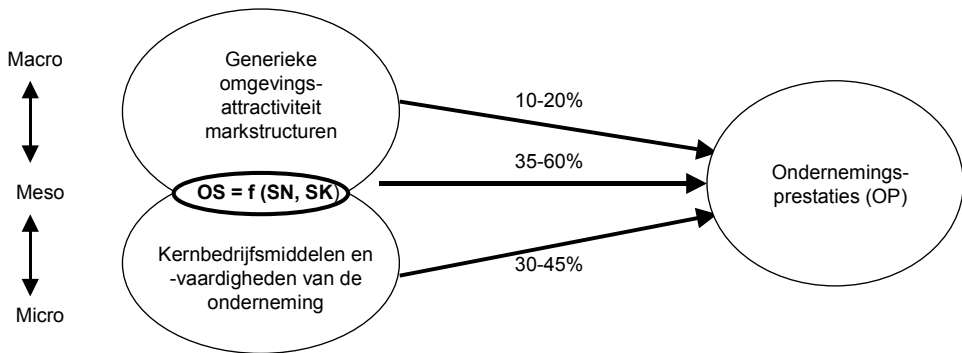 Macro
Meso
Micro
Generieke
omgevings-
attractiviteit
markstructuren
OS = f (SN, SK)
Kernbedrijfsmiddelen en
-vaardigheden van de
onderneming
10-20%
35-60%
30-45%
Ondernemings-
prestaties (OP)